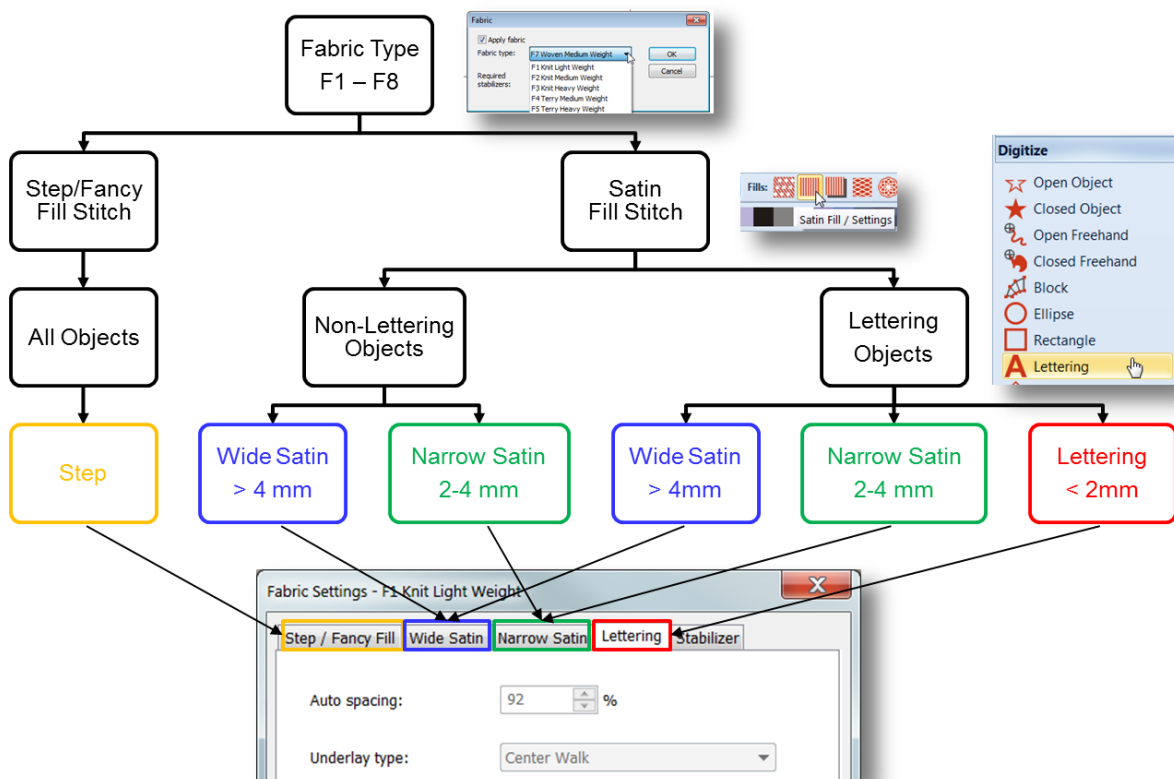 Fabric Type
F1 – F8
Fabric
Apply fabric
Fabric type:
F7 Woven Medium Weight
OK
Cancel
F1 Knit Light Weight
F2 Knit Medium Weight
F3 Knit Heavy Weight
F4 Terry Medium Weight
F5 Terry Heavy Weight
Required
stabilizers:
Step/Fancy
Fill Stitch
Satin
Fill Stitch
Fills:
Satin Fill / Settings
Digitize
Open Object
Closed Object
Open Freehand
Closed Freehand
Block
Ellipse
Rectangle
A Lettering
All Objects
Non-Lettering
Objects
Lettering
Objects
Step
Wide Satin
> 4 mm
Narrow Satin
2-4 mm
Wide Satin
> 4mm
Narrow Satin
2-4 mm
Lettering
< 2mm
Fabric Settings - F1 Knit Light Weight
Step / Fancy Fill
Wide Satin
Narrow Satin
Lettering
Stabilizer
Auto spacing:
92
%
Underlay type:
Center Walk